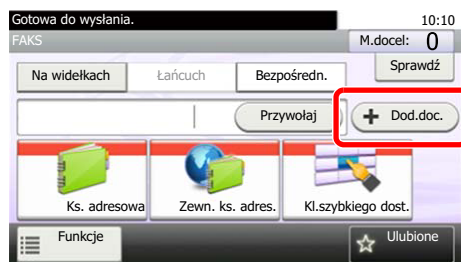 Gotowa do wysłania. 10:10
FAKS M.docel: 0
Sprawdź
Na widełkach Łańcuch Bezpośredn.
Przywołaj + Dod.doc.
Ks. adresowa Zewn. ks. adres. Kl.szybkiego dost.
Funkcje Ulubione